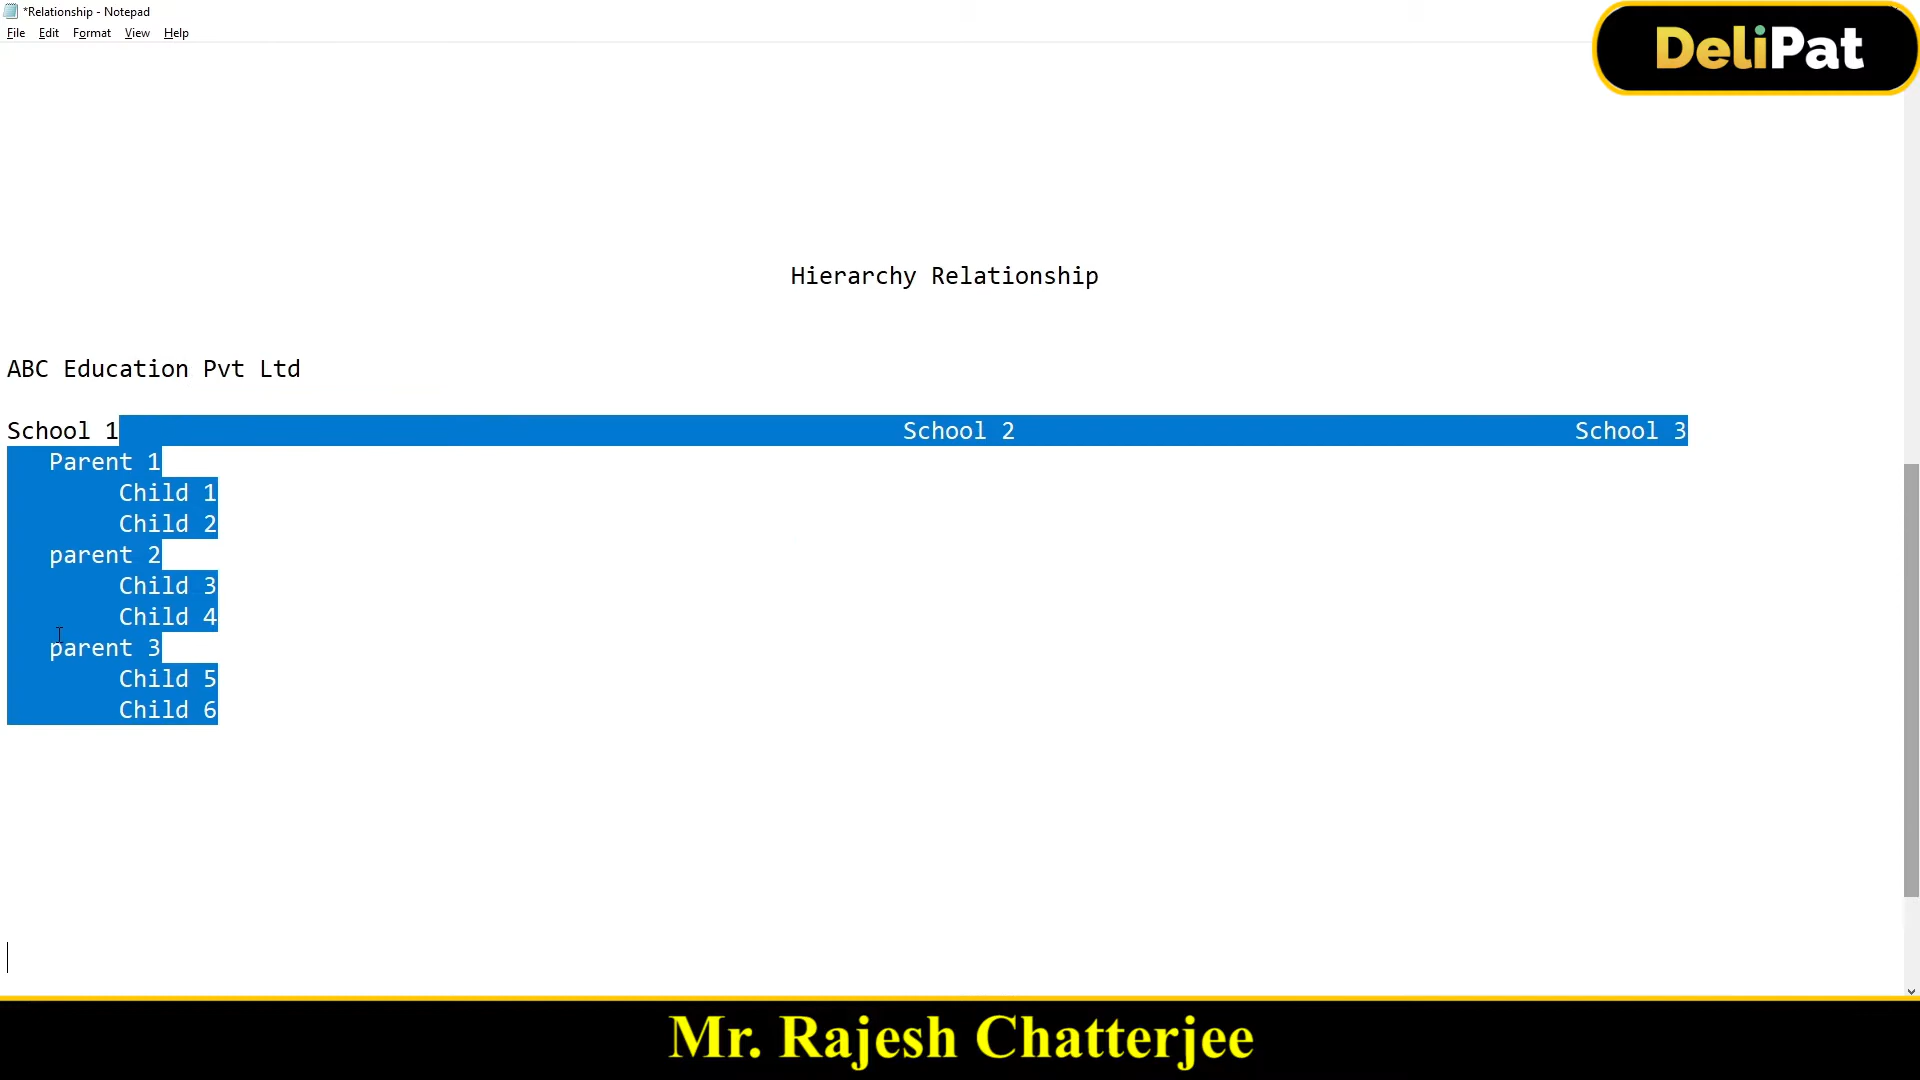 *Relationship - Notepad
File Edit Format View Help
DeliPat
Hierarchy Relationship
ABC Education Pvt Ltd
School 1 School 2 School 3
Parent 1
Child 1
Child 2
parent 2
Child 3
Child 4
parent 3
Child 5
Child 6
Mr. Rajesh Chatterjee